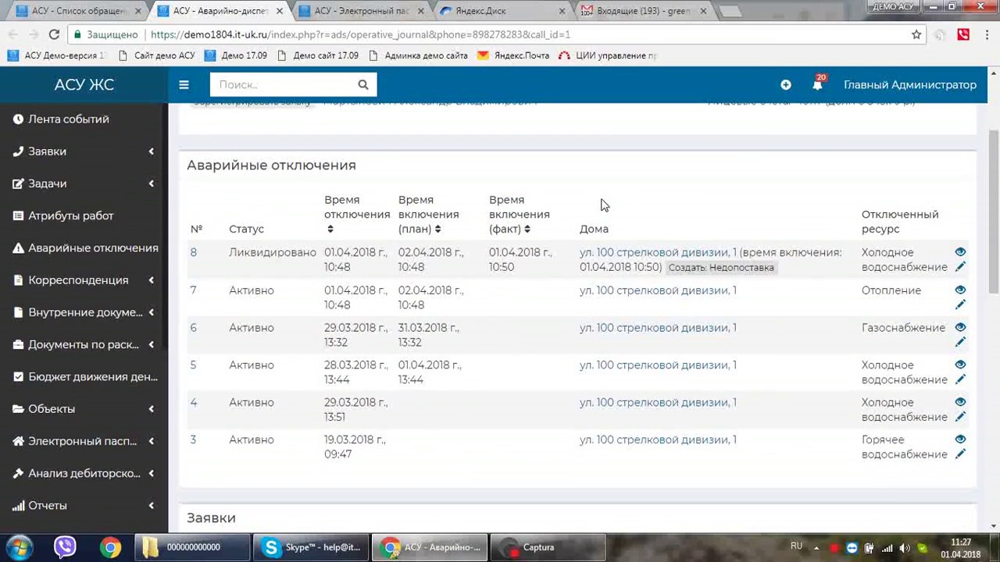 АСУ - Список обращен
АСУ - Аварийно-диспет
АСУ - Электронный пас
Яндекс.Диск
Входящие (193) - green
ДЕМО АСУ
Защищено
https://demo1804.it-uk.ru/index.php?r=ads/operative_journal&phone=898278283&call_id=1
АСУ Демо-версия 1
Сайт демо АСУ
Демо 17.09
Демо сайт 17.09
Админка демо сайта
Яндекс.Почта
ЦИИ управление пр
АСУ ЖС
Поиск...
20
Главный Администратор
Лента событий
Заявки
Задачи
Атрибуты работ
Аварийные отключения
Корреспонденция
Внутренние докуме...
Документы по раск...
Бюджет движения ден...
Объекты
Электронный пасп...
Анализ дебиторско...
Отчеты
Аварийные отключения
№ Статус Время отключения Время включения (план) Время включения (факт) Дома Отключенный ресурс
8 Ликвидировано 01.04.2018 г., 02.04.2018 г., 01.04.2018 г., ул. 100 стрелковой дивизии, 1 (время включения: Холодное
10:48 10:48 10:50 01.04.2018 10:50) Создать: Недопоставка водоснабжение
7 Активно 01.04.2018 г., 02.04.2018 г., ул. 100 стрелковой дивизии, 1 Отопление
10:48 10:48
6 Активно 29.03.2018 г., 31.03.2018 г., ул. 100 стрелковой дивизии, 1 Газоснабжение
13:32 13:32
5 Активно 28.03.2018 г., 01.04.2018 г., ул. 100 стрелковой дивизии, 1 Холодное
13:44 13:44 водоснабжение
4 Активно 29.03.2018 г., ул. 100 стрелковой дивизии, 1 Холодное
13:51 водоснабжение
3 Активно 19.03.2018 г., ул. 100 стрелковой дивизии, 1 Горячее
09:47 водоснабжение
Заявки
000000000000
Skype™ - help@it...
АСУ - Аварийно-...
Captura
RU
11:27
01.04.2018